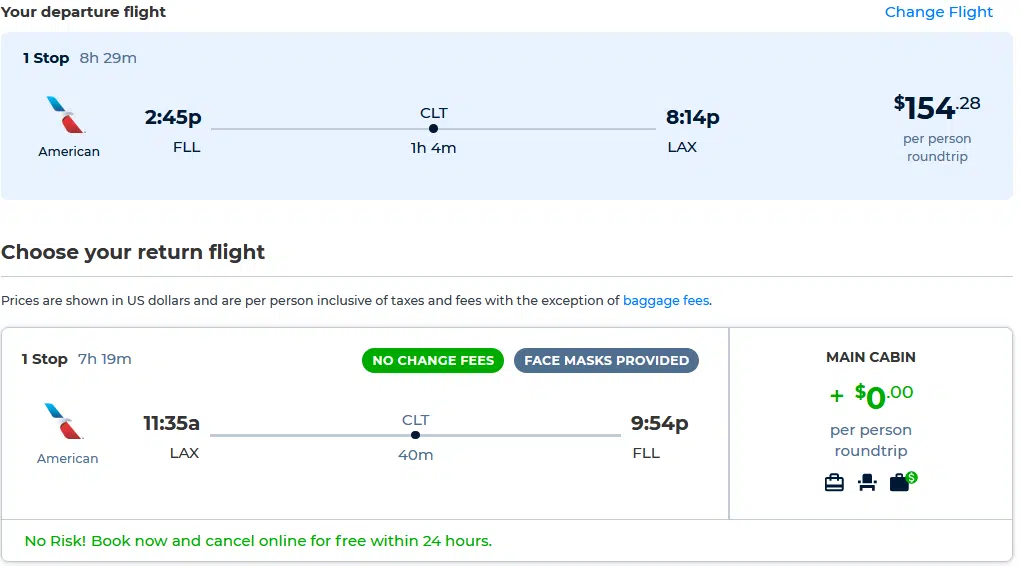 Your departure flight Change Flight
1 Stop 8h 29m
$154.28
2:45p CLT 8:14p
per person
FLL 1h 4m LAX
American
roundtrip
Choose your return flight
Prices are shown in US dollars and are per person inclusive of taxes and fees with the exception of baggage fees.
1 Stop 7h 19m NO CHANGE FEES FACE MASKS PROVIDED
11:35a CLT 9:54p
LAX 40m FLL
American
MAIN CABIN
+ $0.00
per person
roundtrip
$
No Risk! Book now and cancel online for free within 24 hours.